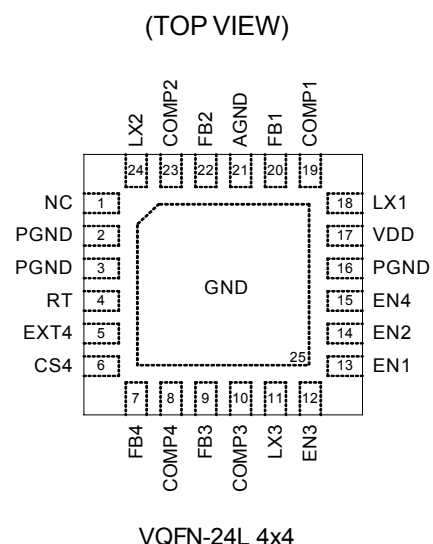 (TOP VIEW)
LX2 COMP2 FB2 AGND FB1 COMP1
24 23 22 21 20 19
NC 1 18 LX1
PGND 2 17 VDD
PGND 3 16 PGND
GND
RT 4 15 EN4
EXT4 5 14 EN2
CS4 6 25 13 EN1
7 8 9 10 11 12
FB4 COMP4 FB3 COMP3 LX3 EN3
VQFN-24L 4x4